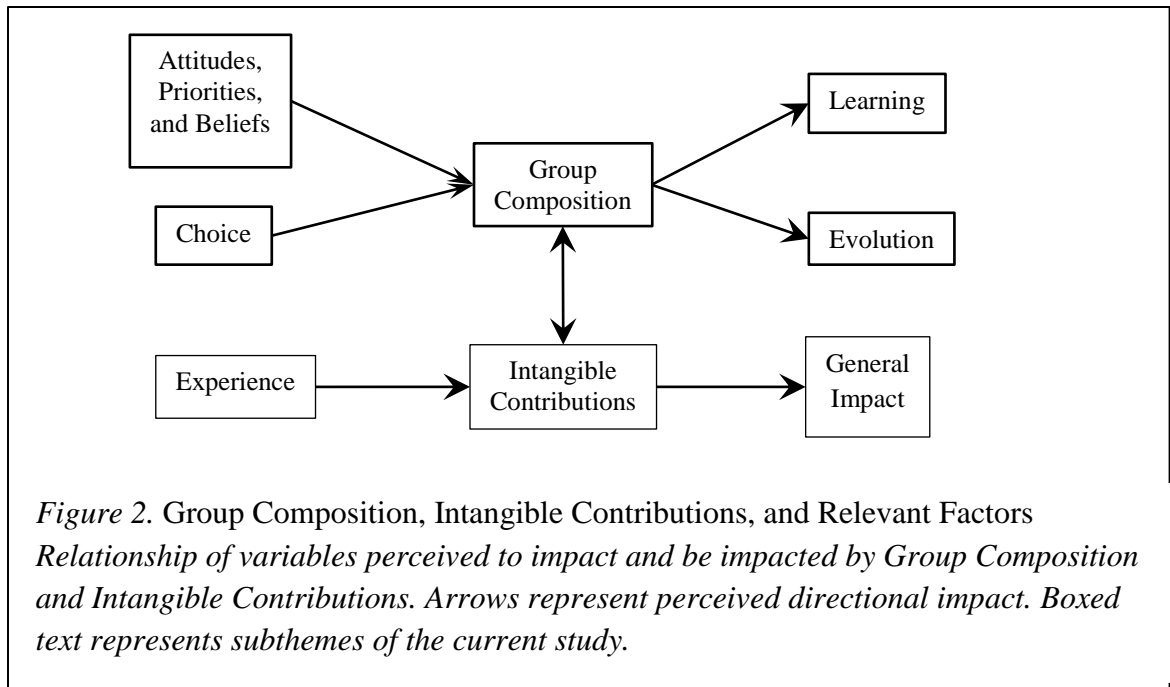 Attitudes,
Priorities,
and Beliefs
Learning
Group
Composition
Choice
Evolution
Experience
Intangible
Contributions
General
Impact
Figure 2. Group Composition, Intangible Contributions, and Relevant Factors
Relationship of variables perceived to impact and be impacted by Group Composition
and Intangible Contributions. Arrows represent perceived directional impact. Boxed
text represents subthemes of the current study.